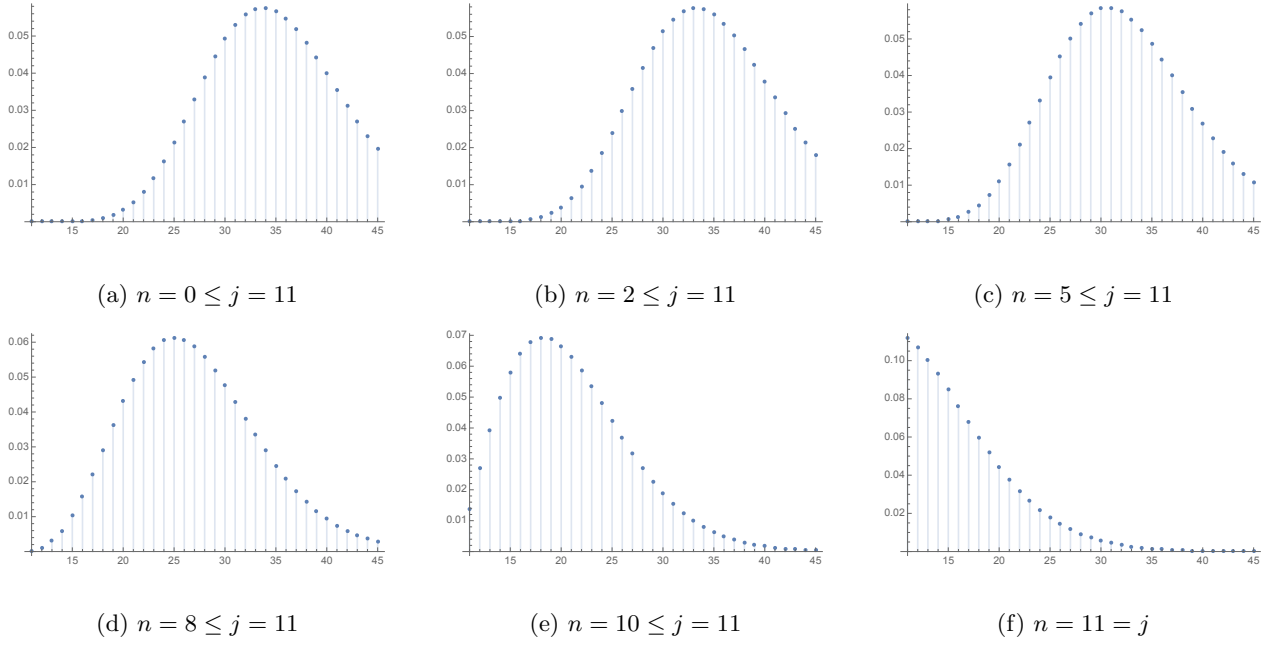 0.05 0.04 0.03 0.02 0.01 15 20 25 30 35 40 45
0.05 0.04 0.03 0.02 0.01 15 20 25 30 35 40 45
0.05 0.04 0.03 0.02 0.01 15 20 25 30 35 40 45
(a) n = 0 ≤ j = 11
(b) n = 2 ≤ j = 11
(c) n = 5 ≤ j = 11
0.06 0.05 0.04 0.03 0.02 0.01 15 20 25 30 35 40 45
0.07 0.06 0.05 0.04 0.03 0.02 0.01 15 20 25 30 35 40 45
0.10 0.08 0.06 0.04 0.02 15 20 25 30 35 40 45
(d) n = 8 ≤ j = 11
(e) n = 10 ≤ j = 11
(f) n = 11 = j